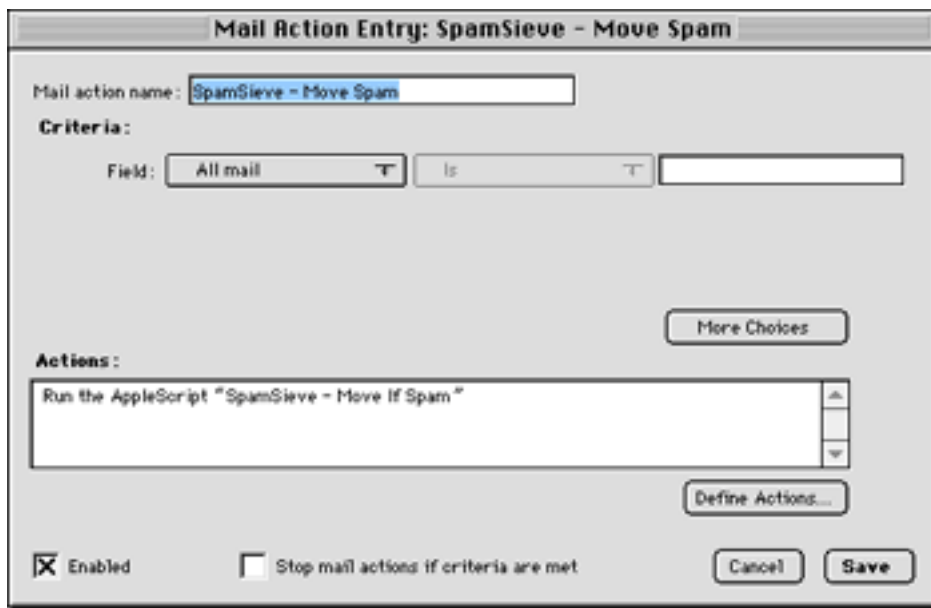 Mail Action Entry: SpamSieve - Move Spam
Mail action name: SpamSieve - Move Spam
Criteria:
Field: All mail Is
More Choices
Actions:
Run the AppleScript "SpamSieve - Move If Spam"
Define Actions...
Enabled Stop mail actions if criteria are met Cancel Save